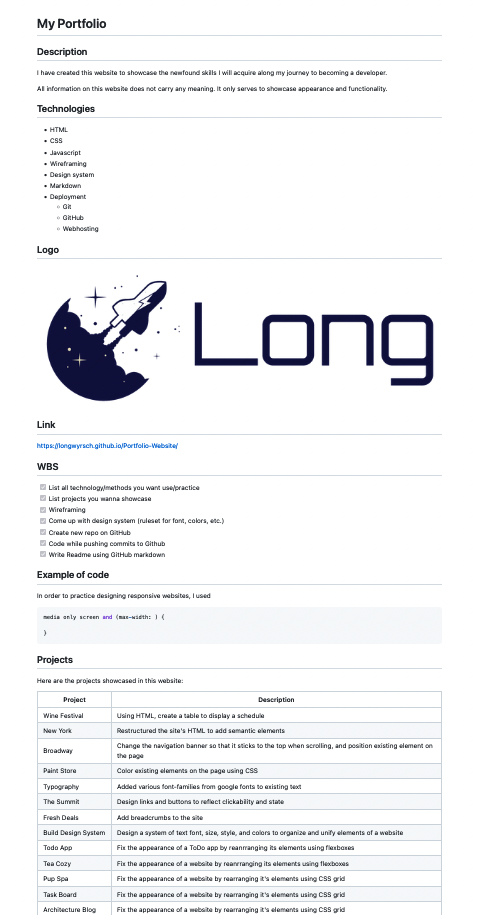 My Portfolio
Description
I have created this website to showcase the newfound skills I will acquire along my journey to becoming a developer.
All information on this website does not carry any meaning. It only serves to showcase appearance and functionality.
Technologies
HTML
CSS
Javascript
Wireframing
Design system
Markdown
Deployment
Git
GitHub
Webhosting
Logo
Long
Link
https://longwyrsch.github.io/Portfolio-Website/
WBS
List all technology/methods you want use/practice
List projects you wanna showcase
Wireframing
Come up with design system (ruleset for font, colors, etc.)
Create new repo on GitHub
Code while pushing commits to Github
Write Readme using GitHub markdown
Example of code
In order to practice designing responsive websites, I used
media only screen and (max-width: ) {
}
Projects
Here are the projects showcased in this website:
Project Description
Wine Festival Using HTML, create a table to display a schedule
New York Restructured the site's HTML to add semantic elements
Broadway Change the navigation banner so that it sticks to the top when scrolling, and position existing element on
the page
Paint Store Color existing elements on the page using CSS
Typography Added various font-families from google fonts to existing text
The Summit Design links and buttons to reflect clickability and state
Fresh Deals Add breadcrumbs to the site
Build Design System Design a system of text font, size, style, and colors to organize and unify elements of a website
Todo App Fix the appearance of a ToDo app by reanrranging its elements using flexboxes
Tea Cozy Fix the appearance of a website by reanrranging its elements using flexboxes
Pup Spa Fix the appearance of a website by rearranging it's elements using CSS grid
Task Board Fix the appearance of a website by rearranging it's elements using CSS grid
Architecture Blog Fix the appearance of a website by rearranging it's elements using CSS grid